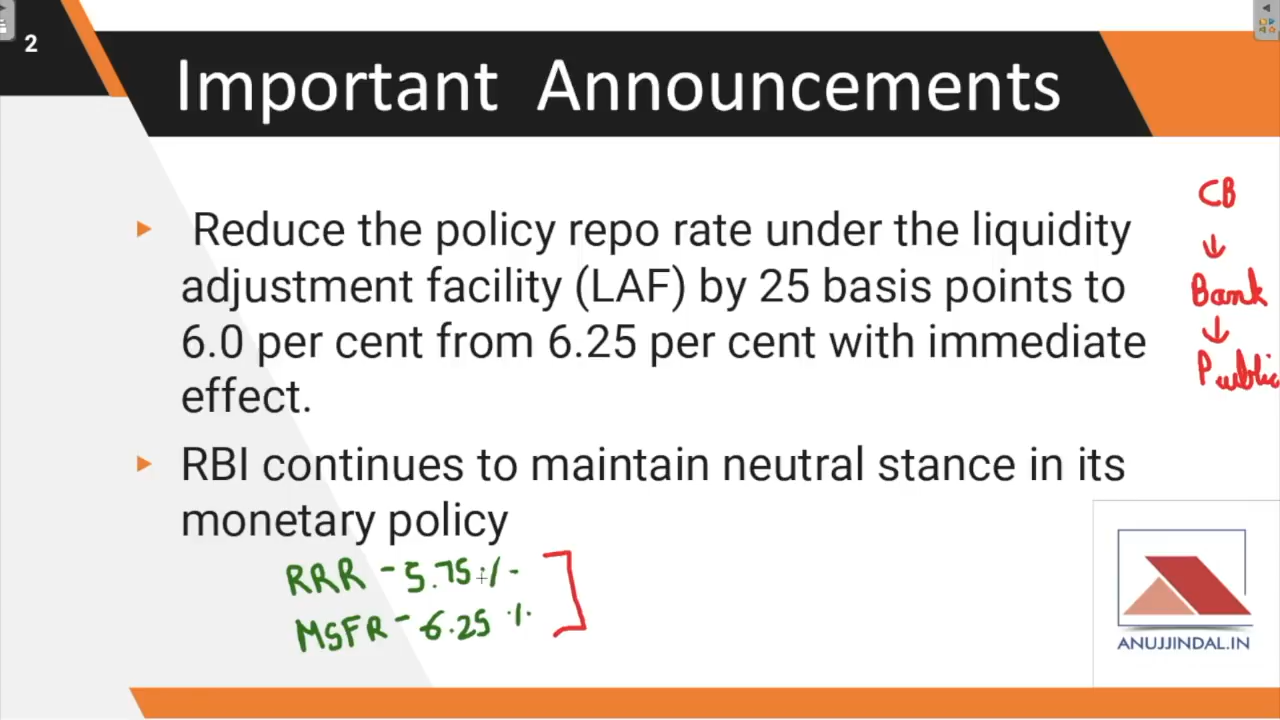 2
Important Announcements
Reduce the policy repo rate under the liquidity
adjustment facility (LAF) by 25 basis points to
6.0 per cent from 6.25 per cent with immediate
effect.
RBI continues to maintain neutral stance in its
monetary policy
RRR - 5.75 %
MSFR - 6.25 %
CB
↓
Bank
↓
Public
ANUJJINDAL.IN